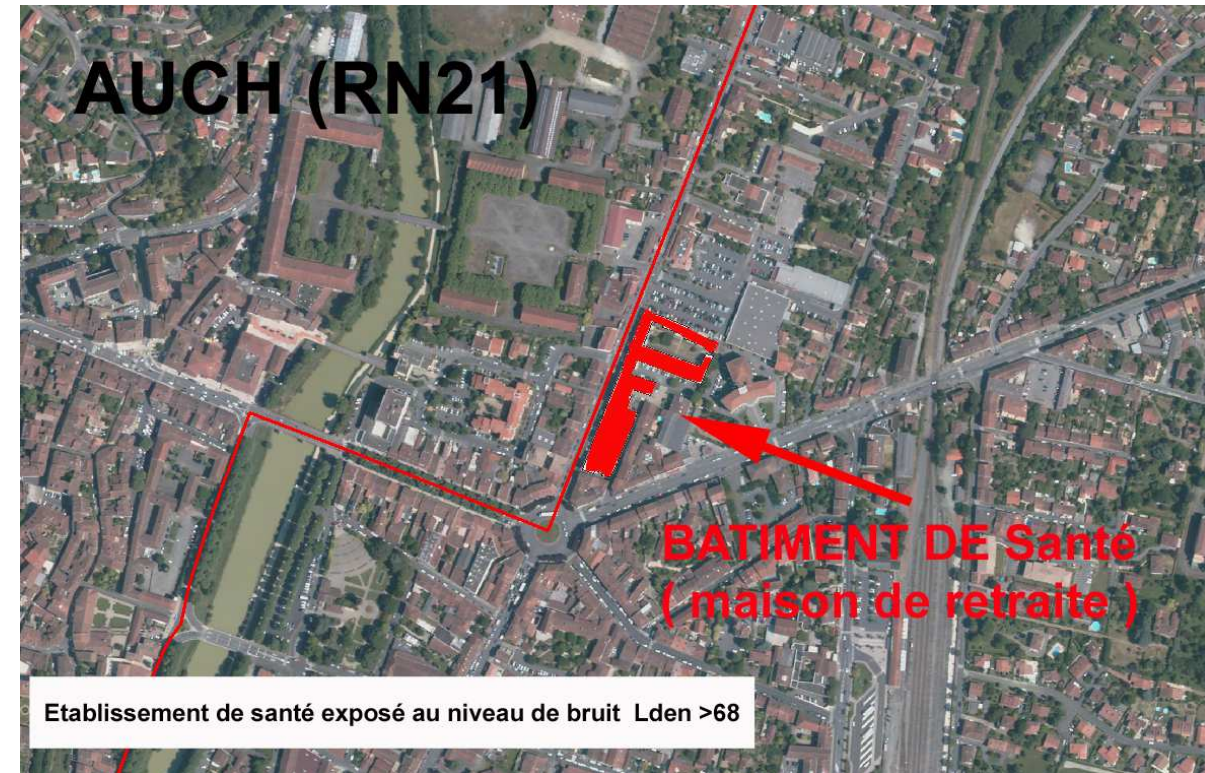 AUCH (RN21)
BATIMENT DE Santé
( maison de retraite )
Etablissement de santé exposé au niveau de bruit Lden >68